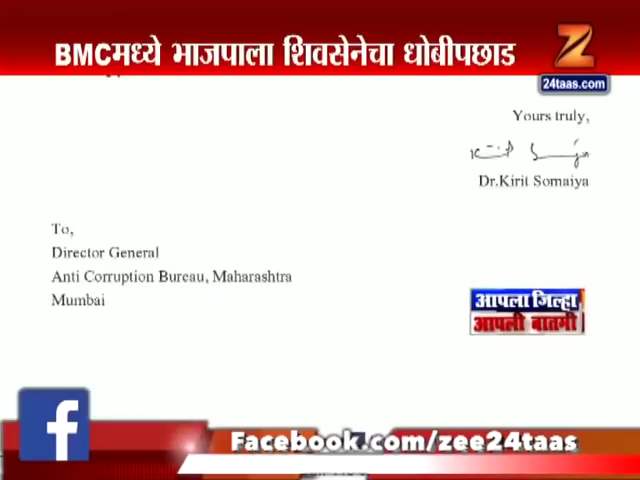 BMCमध्ये भाजपाला शिवसेनेचा धोबीपछाड
24taas.com
Yours truly,
Dr.Kirit Somaiya
To,
Director General
Anti Corruption Bureau, Maharashtra
Mumbai
आपला जिल्हा
आपली बातमी
Facebook.com/zee24taas